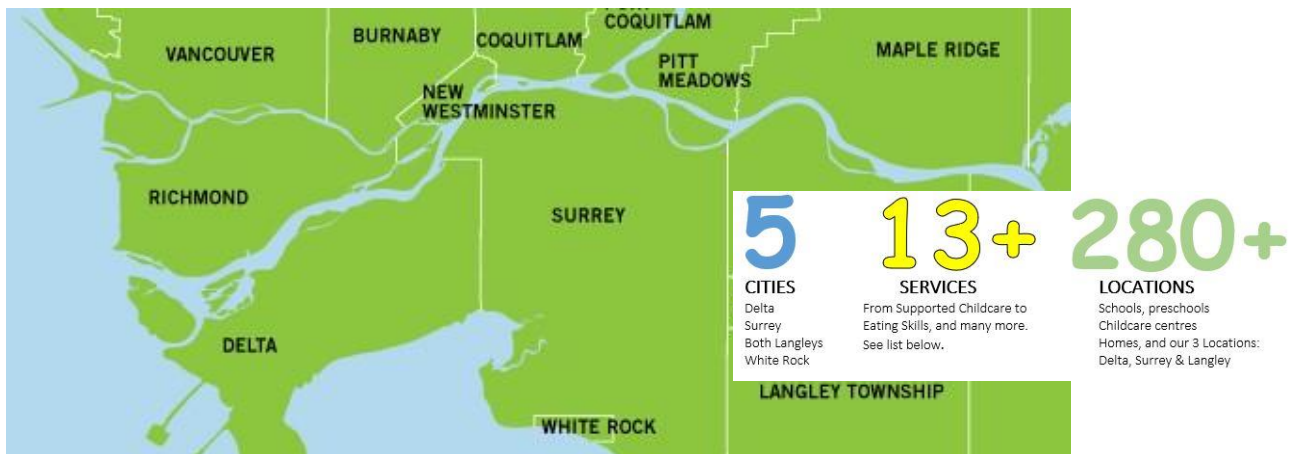 VANCOUVER
BURNABY
COQUITLAM
COQUITLAM
PITT
MEADOWS
MAPLE RIDGE
NEW
WESTMINSTER
RICHMOND
SURREY
DELTA
WHITE ROCK
LANGLEY TOWNSHIP
5
CITIES
Delta
Surrey
Both Langleys
White Rock
13+
SERVICES
From Supported Childcare to
Eating Skills, and many more.
See list below.
280+
LOCATIONS
Schools, preschools
Childcare centres
Homes, and our 3 Locations:
Delta, Surrey & Langley